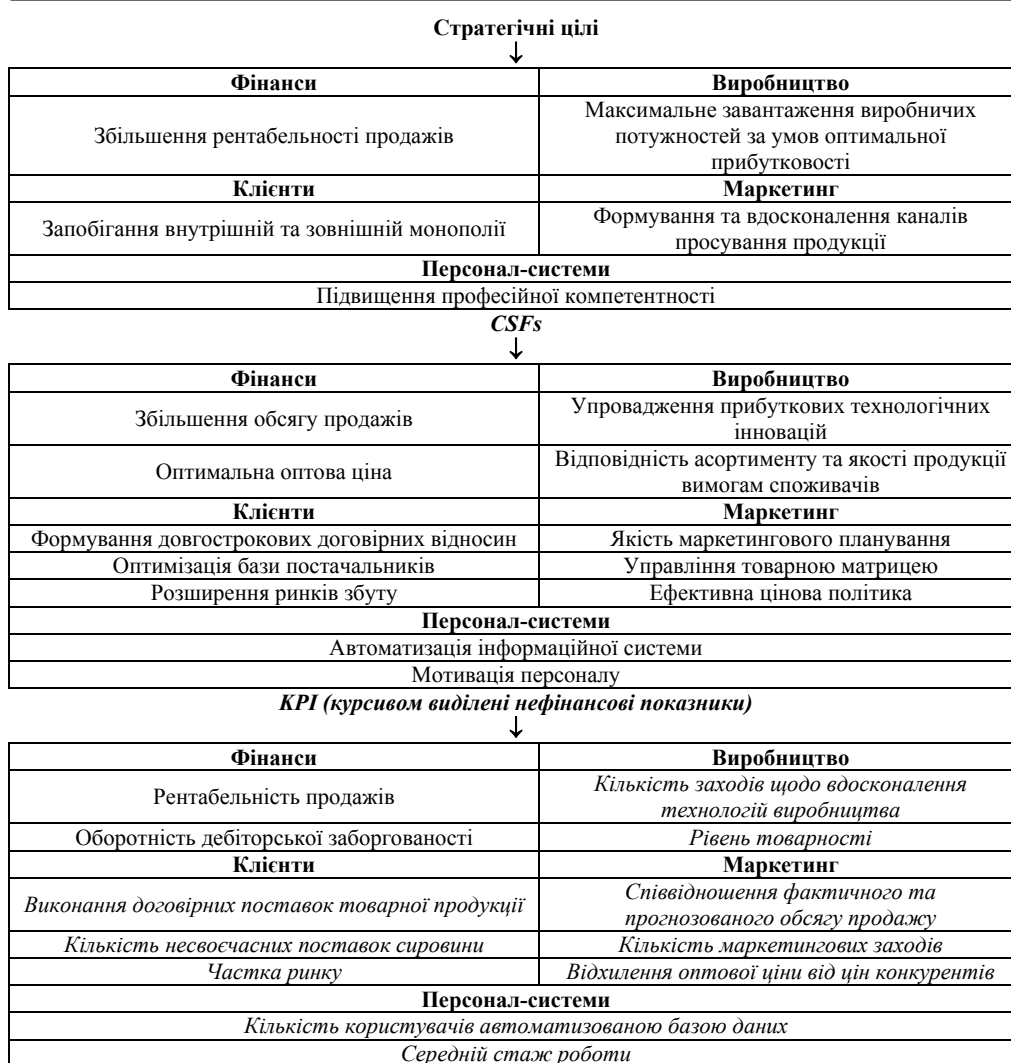 Стратегічні цілі
↓
Фінанси
Виробництво
Збільшення рентабельності продажів
Максимальне завантаження виробничих
потужностей за умов оптимальної
прибутковості
Клієнти
Маркетинг
Запобігання внутрішній та зовнішній монополії
Формування та вдосконалення каналів
просування продукції
Персонал-системи
Підвищення професійної компетентності
CSFs
↓
Фінанси
Виробництво
Збільшення обсягу продажів
Упровадження прибуткових технологічних
інновацій
Оптимальна оптова ціна
Відповідність асортименту та якості продукції
вимогам споживачів
Клієнти
Маркетинг
Формування довгострокових договірних відносин
Якість маркетингового планування
Оптимізація бази постачальників
Управління товарною матрицею
Розширення ринків збуту
Ефективна цінова політика
Персонал-системи
Автоматизація інформаційної системи
Мотивація персоналу
KPI (курсивом виділені нефінансові показники)
↓
Фінанси
Виробництво
Рентабельність продажів
Кількість заходів щодо вдосконалення
технологій виробництва
Оборотність дебіторської заборгованості
Рівень товарності
Клієнти
Маркетинг
Виконання договірних поставок товарної продукції
Співвідношення фактичного та
прогнозованого обсягу продажу
Кількість несвоєчасних поставок сировини
Кількість маркетингових заходів
Частка ринку
Відхилення оптової ціни від цін конкурентів
Персонал-системи
Кількість користувачів автоматизованою базою даних
Середній стаж роботи